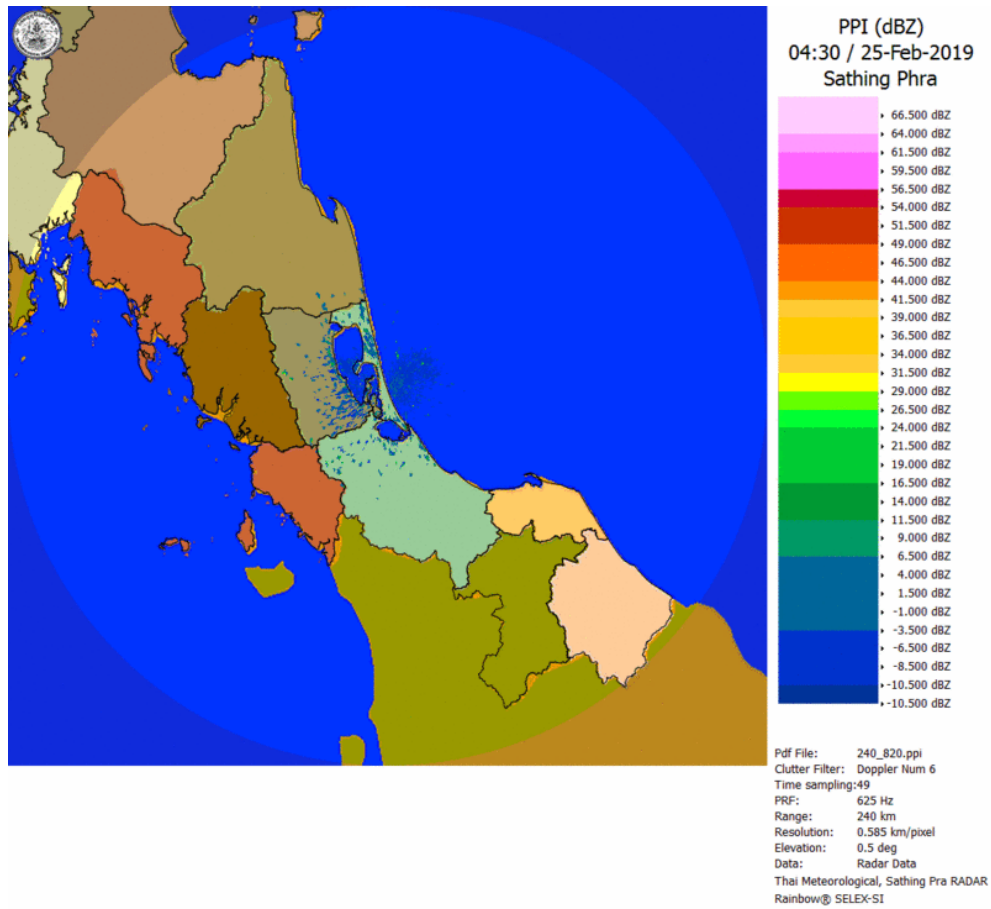 PPI (dBZ)
04:30 / 25-Feb-2019
Sathing Phra
66.500 dBZ
64.000 dBZ
61.500 dBZ
59.500 dBZ
56.500 dBZ
54.000 dBZ
51.500 dBZ
49.000 dBZ
46.500 dBZ
44.000 dBZ
41.500 dBZ
39.000 dBZ
36.500 dBZ
34.000 dBZ
31.500 dBZ
29.000 dBZ
26.500 dBZ
24.000 dBZ
21.500 dBZ
19.000 dBZ
16.500 dBZ
14.000 dBZ
11.500 dBZ
9.000 dBZ
6.500 dBZ
4.000 dBZ
1.500 dBZ
-1.000 dBZ
-3.500 dBZ
-6.500 dBZ
-8.500 dBZ
-10.500 dBZ
-10.500 dBZ
Pdf File: 240_820.ppi
Clutter Filter: Doppler Num 6
Time sampling:49
PRF: 625 Hz
Range: 240 km
Resolution: 0.585 km/pixel
Elevation: 0.5 deg
Data: Radar Data
Thai Meteorological, Sathing Pra RADAR
Rainbow® SELEX-SI